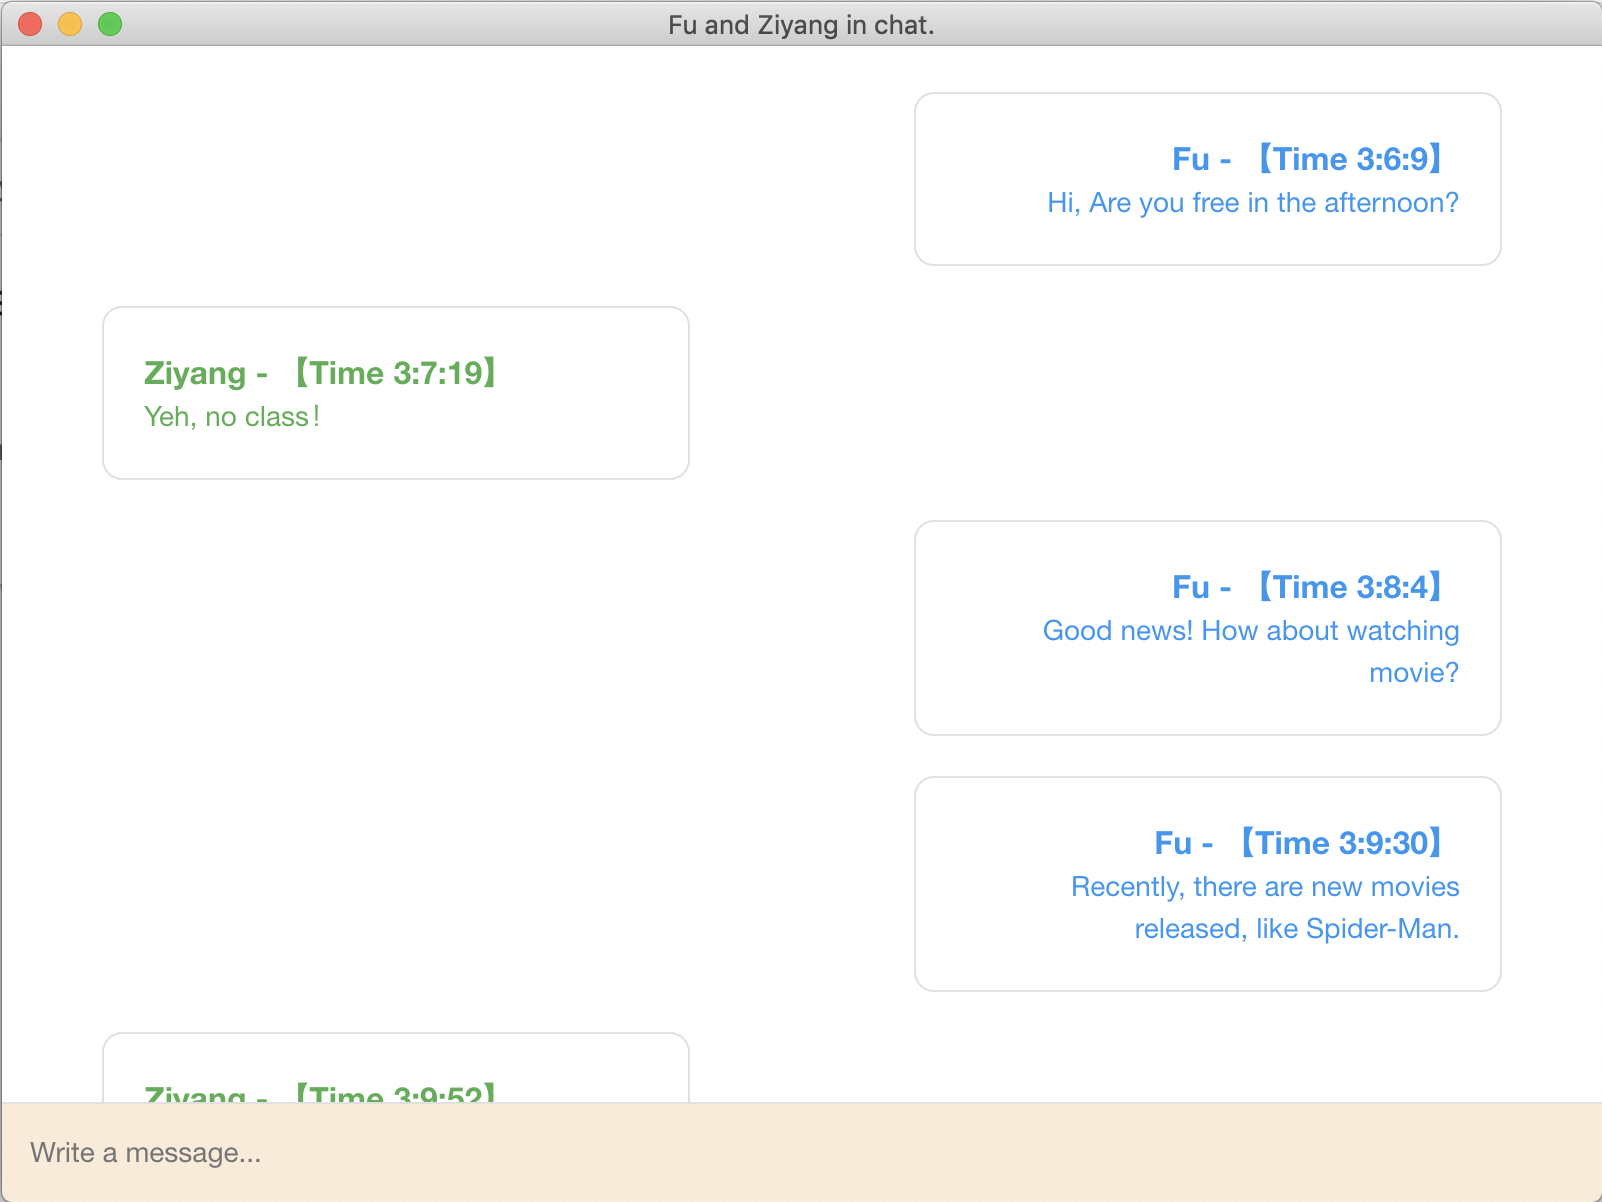 Fu and Ziyang in chat.
Fu - 【Time 3:6:9】
Hi, Are you free in the afternoon?
Ziyang - 【Time 3:7:19】
Yeh, no class！
Fu - 【Time 3:8:4】
Good news! How about watching
movie?
Fu - 【Time 3:9:30】
Recently, there are new movies
released, like Spider-Man.
Ziyang - 【Time 3:9:52】
Write a message...